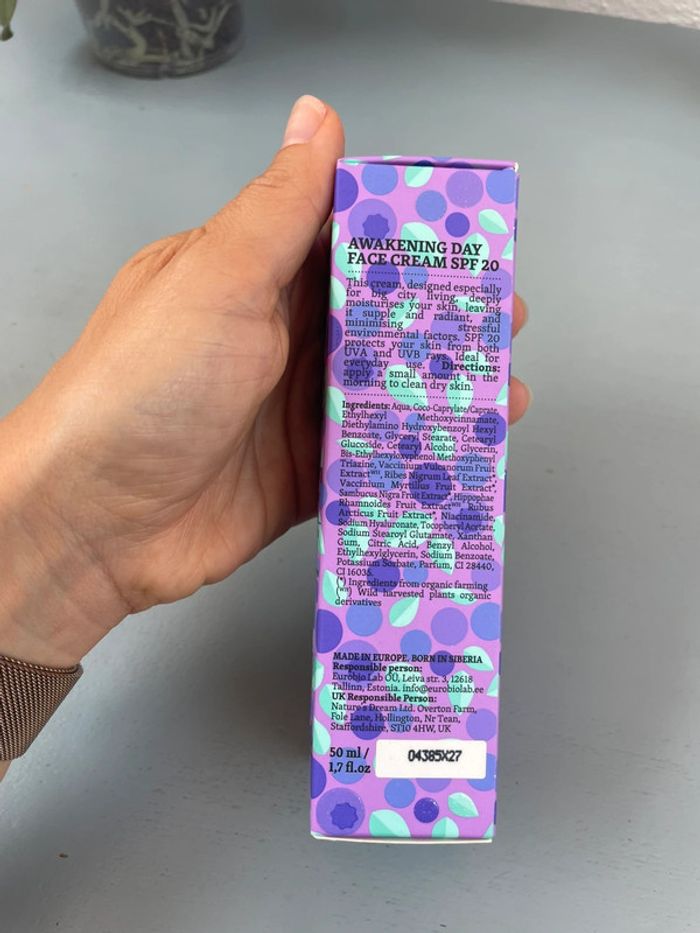 AWAKENING DAY
FACE CREAM SPF 20
This cream, designed especially
for big city living, deeply
moisturises your skin, leaving
it supple and radiant, and
minimising stressful
environmental factors. SPF 20
protects your skin from both
UVA and UVB rays. Ideal for
everyday use. Directions:
apply a small amount in the
morning to clean dry skin.
Ingredients: Aqua, Coco-Caprylate/Caprate,
Ethylhexyl Methoxycinnamate,
Diethylamino Hydroxybenzoyl Hexyl
Benzoate, Glyceryl Stearate, Cetearyl
Glucoside, Cetearyl Alcohol, Glycerin,
Bis-Ethylhexyloxyphenol Methoxyphenyl
Triazine, Vaccinium Vulcanorum Fruit
Extractᵂᴴ, Ribes Nigrum Leaf Extract*,
Vaccinium Myrtillus Fruit Extract*,
Sambucus Nigra Fruit Extract*, Hippophae
Rhamnoides Fruit Extractᵂᴴ, Rubus
Arcticus Fruit Extract*, Niacinamide,
Sodium Hyaluronate, Tocopheryl Acetate,
Sodium Stearoyl Glutamate, Xanthan
Gum, Citric Acid, Benzyl Alcohol,
Ethylhexylglycerin, Sodium Benzoate,
Potassium Sorbate, Parfum, CI 28440,
CI 16035.
(*) Ingredients from organic farming
(ᵂᴴ) Wild harvested plants organic
derivatives
MADE IN EUROPE, BORN IN SIBERIA
Responsible person:
Eurobio Lab OÜ, Leiva str. 3, 12618
Tallinn, Estonia. info@eurobiolab.ee
UK Responsible Person:
Nature's Dream Ltd. Overton Farm,
Fole Lane, Hollington, Nr Tean,
Staffordshire, ST10 4HW, UK
50 ml /
1,7 fl.oz
04385X27